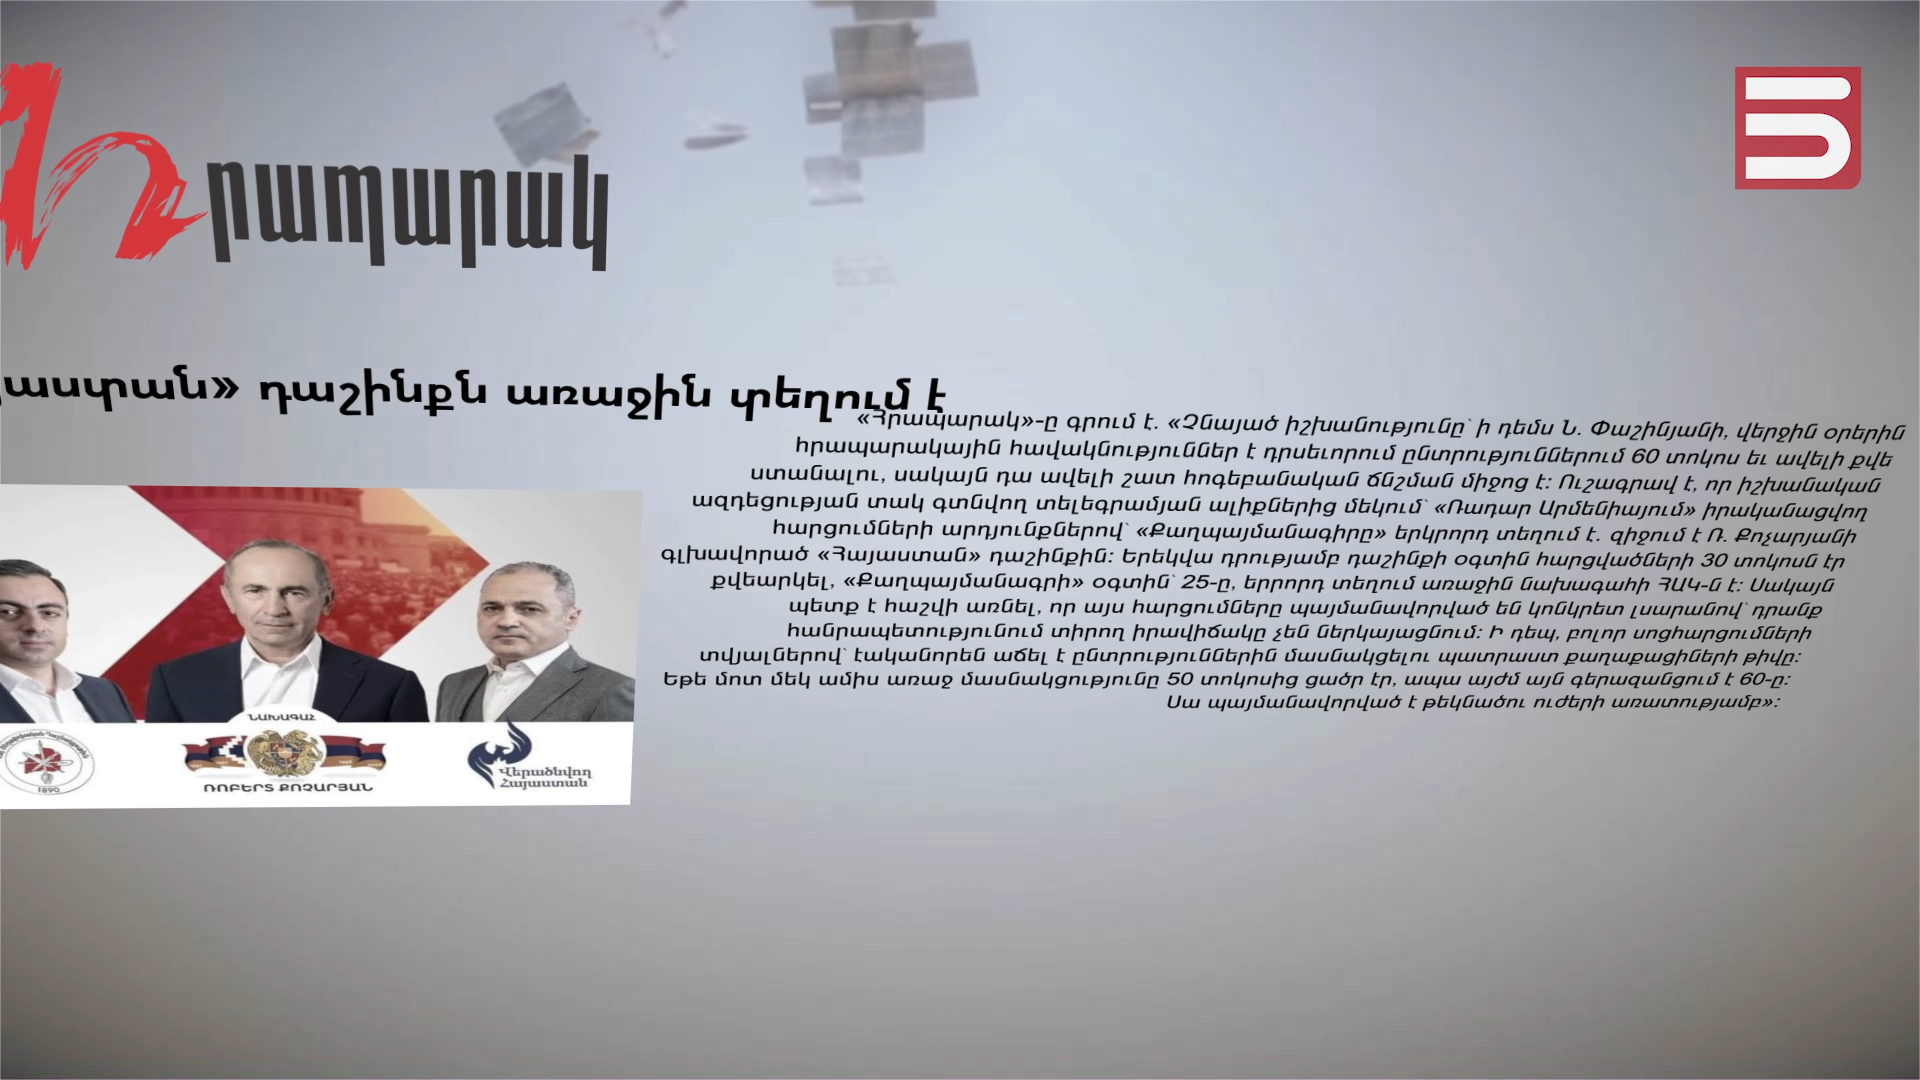 Հրապարակ
դաշինքն առաջին տեղում է
«Հրապարակ»-ը գրում է. «Չնայած իշխանությունը՝ ի դեմս Ն. Փաշինյանի, վերջին օրերին
հրապարակային հավակնություններ է դրսեւորում ընտրություններում 60 տոկոս եւ ավելի քվե
ստանալու, սակայն դա ավելի շատ հոգեբանական ճնշման միջոց է: Ուշագրավ է, որ իշխանական
ազդեցության տակ գտնվող տելեգրամյան ալիքներից մեկում՝ «Ռադար Արմենիայում» իրականացվող
հարցումների արդյունքներով՝ «Քաղպայմանագիրը» երկրորդ տեղում է. զիջում է Ռ. Քոչարյանի
գլխավորած «Հայաստան» դաշինքին: Երեկվա դրությամբ դաշինքի օգտին հարցվածների 30 տոկոսն էր
քվեարկել, «Քաղպայմանագրի» օգտին՝ 25-ը, երրորդ տեղում առաջին նախագահի ՀԱԿ-ն է: Սակայն
պետք է հաշվի առնել, որ այս հարցումները պայմանավորված են կոնկրետ լսարանով՝ դրանք
հանրապետությունում տիրող իրավիճակը չեն ներկայացնում: Ի դեպ, բոլոր սոցհարցումների
տվյալներով՝ էականորեն աճել է ընտրություններին մասնակցելու պատրաստ քաղաքացիների թիվը:
Եթե մոտ մեկ ամիս առաջ մասնակցությունը 50 տոկոսից ցածր էր, ապա այժմ այն գերազանցում է 60-ը:
Սա պայմանավորված է թեկնածու ուժերի առատությամբ»:
ՆԱԽԱԳԱՀ
ՌՈԲԵՐՏ ՔՈՉԱՐՅԱՆ
1890
Վերածնվող
Հայաստան